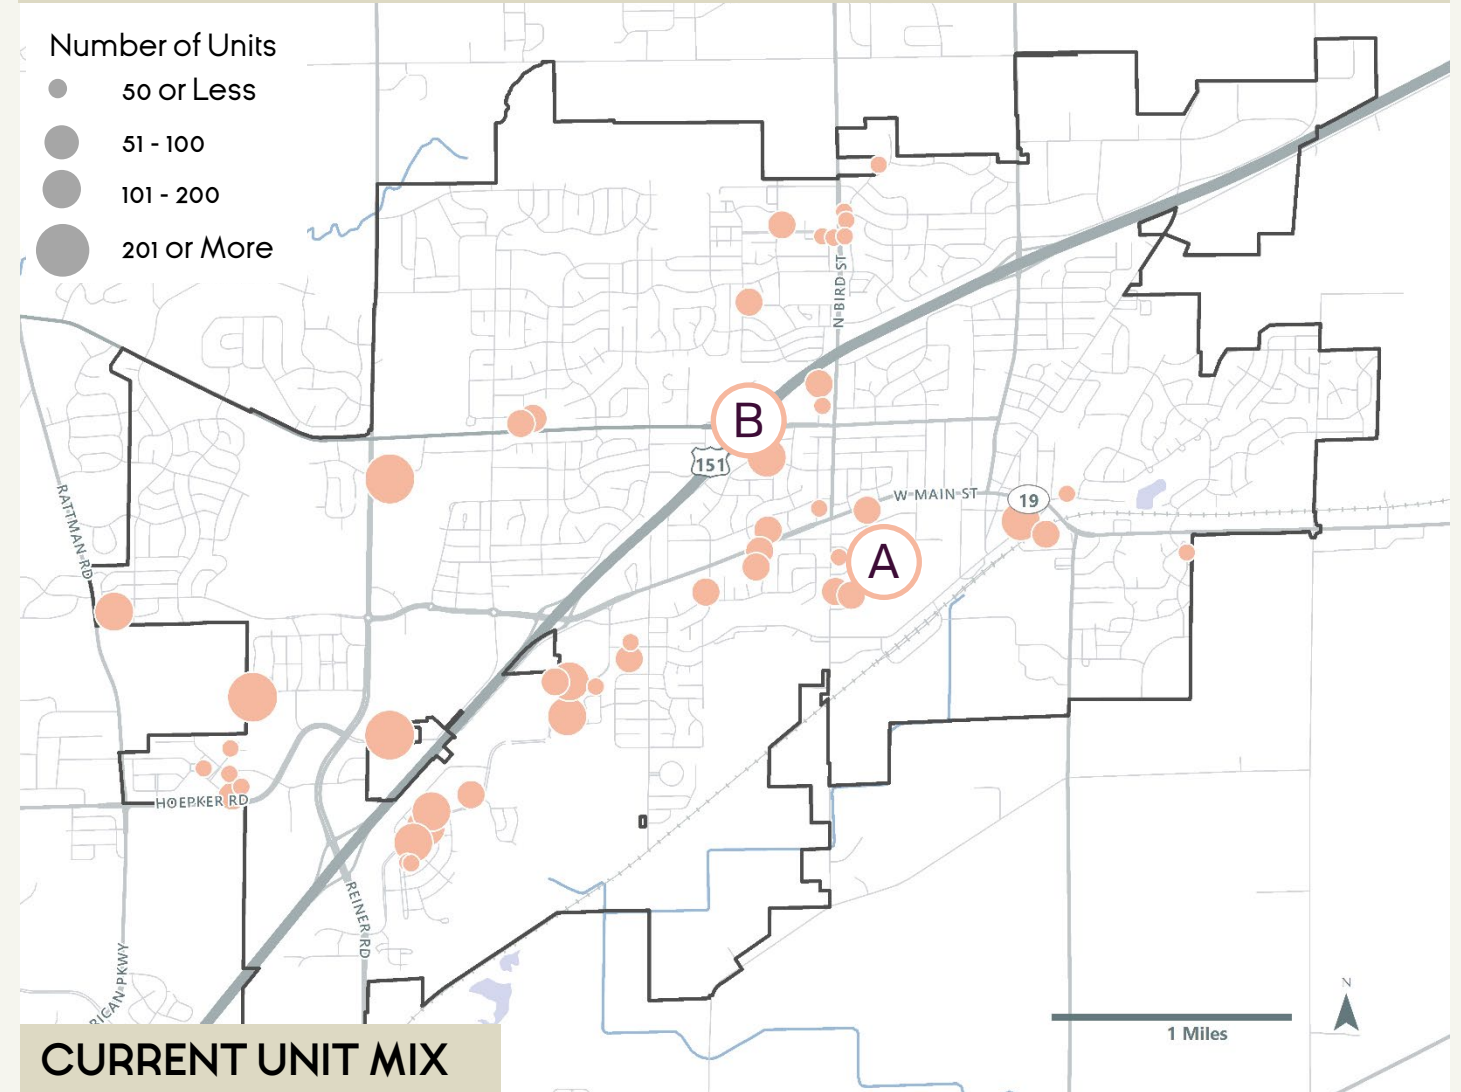 Number of Units
50 or Less
51 - 100
101 - 200
201 or More
N BIRD ST
B
151
W MAIN ST
19
A
RATTMAN RD
HOEPKER RD
REINER RD
RICAN PKWY
N
1 Miles
CURRENT UNIT MIX